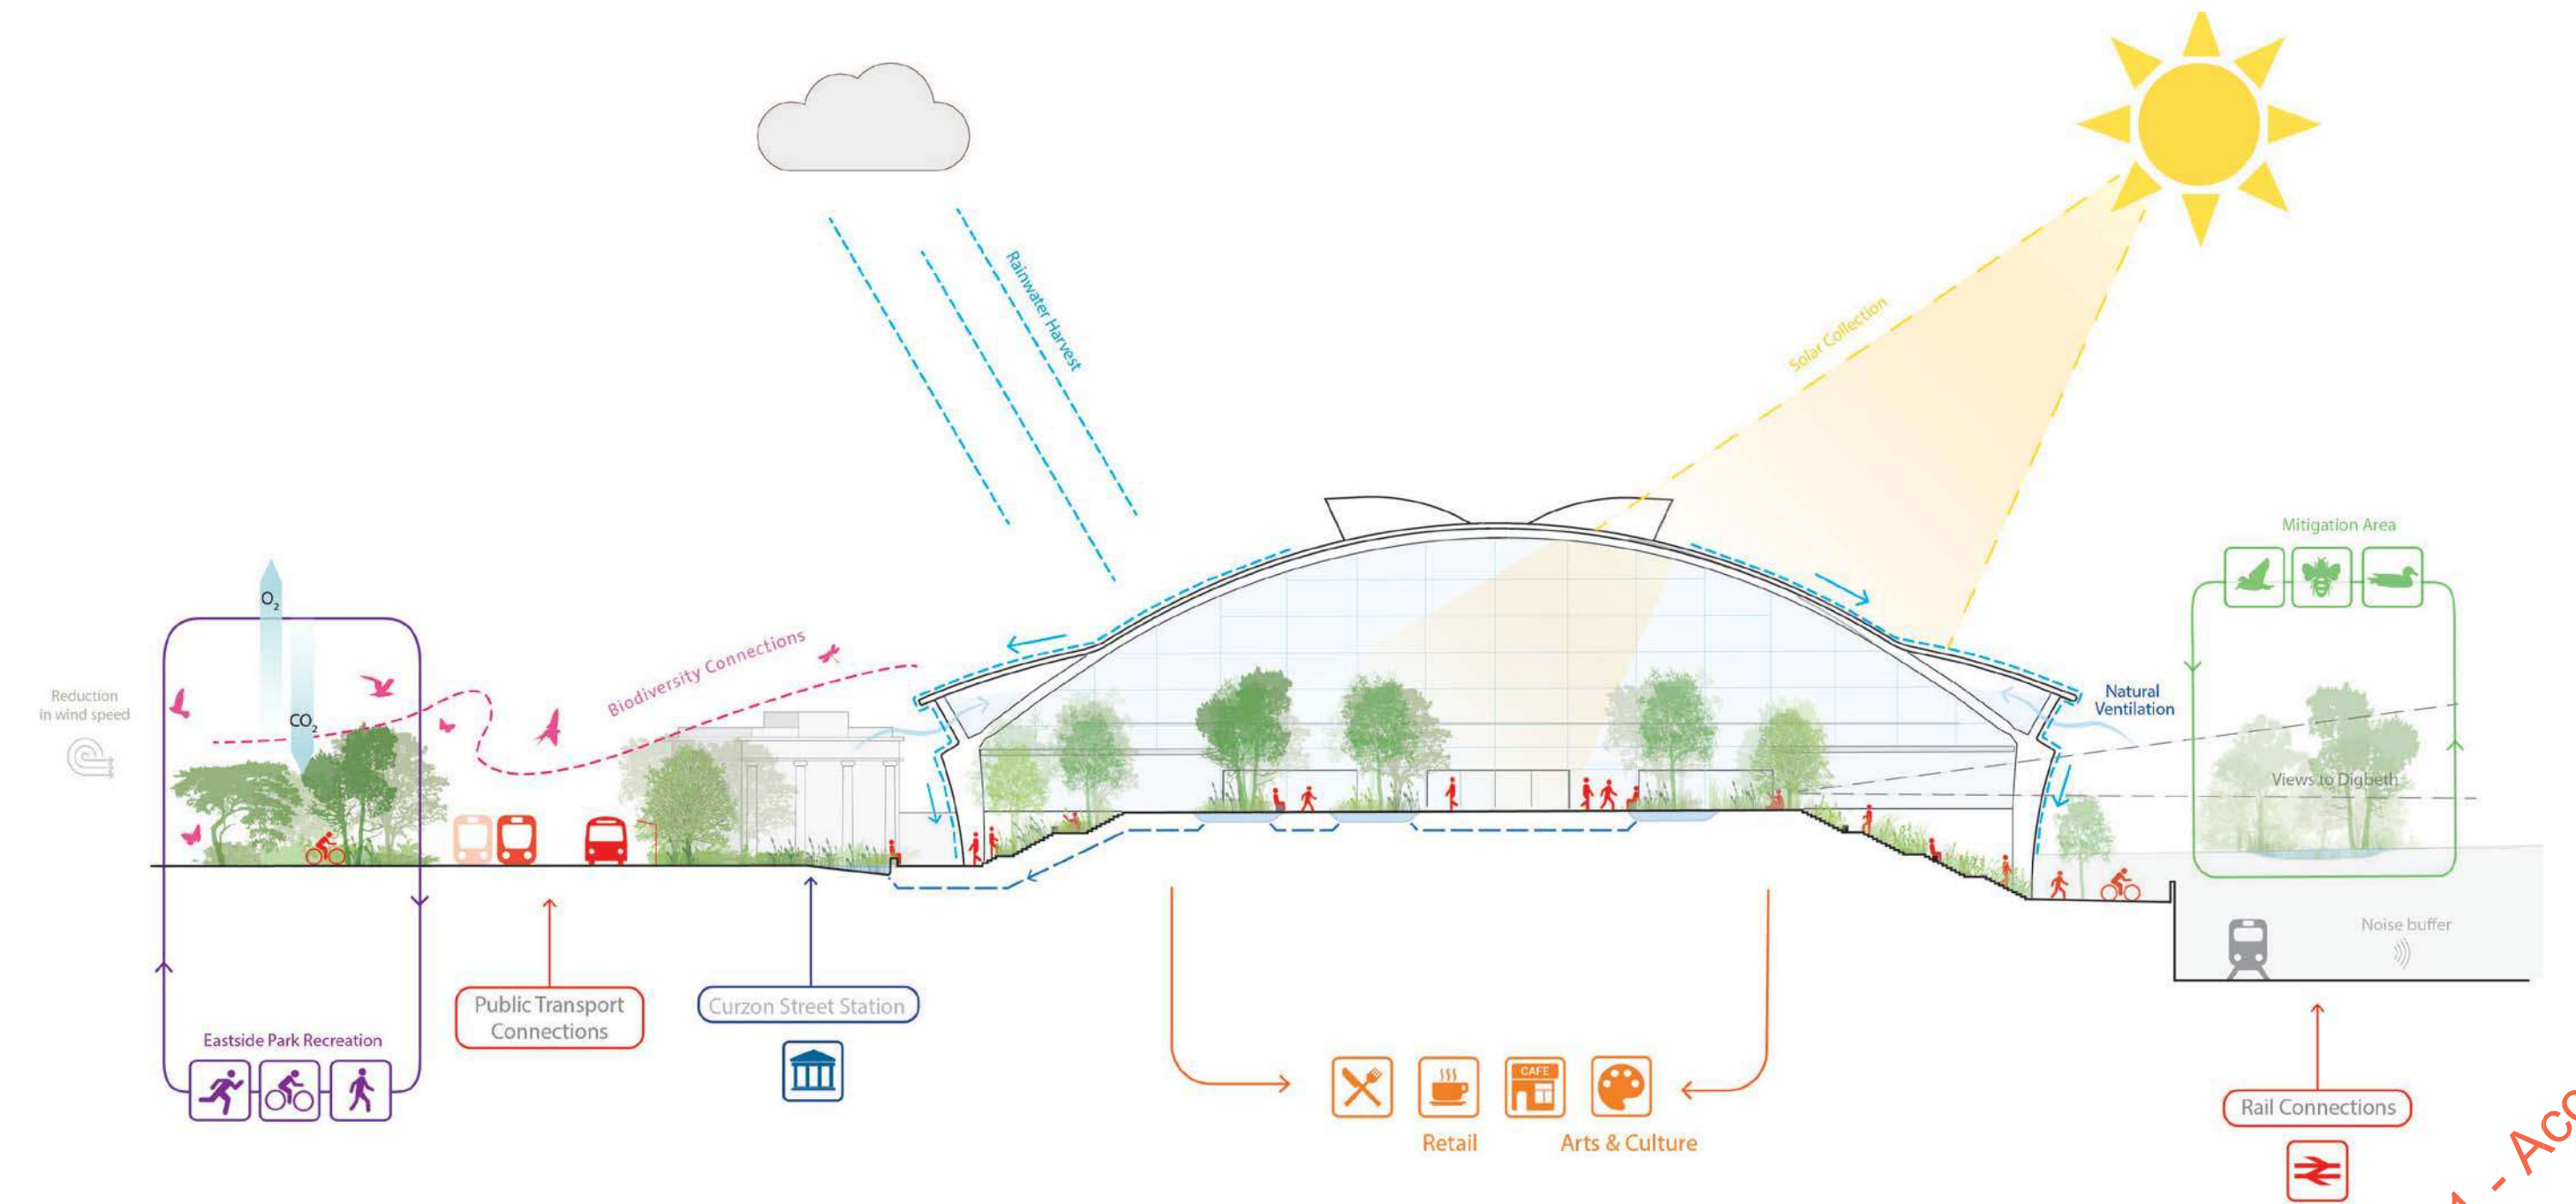 Rainwater Harvest
Solar Collection
Mitigation Area
O2
CO2
Biodiversity Connections
Reduction
in wind speed
Natural
Ventilation
Views to Digbeth
Noise buffer
Public Transport
Connections
Curzon Street Station
Eastside Park Recreation
CAFE
Retail
Arts & Culture
Rail Connections